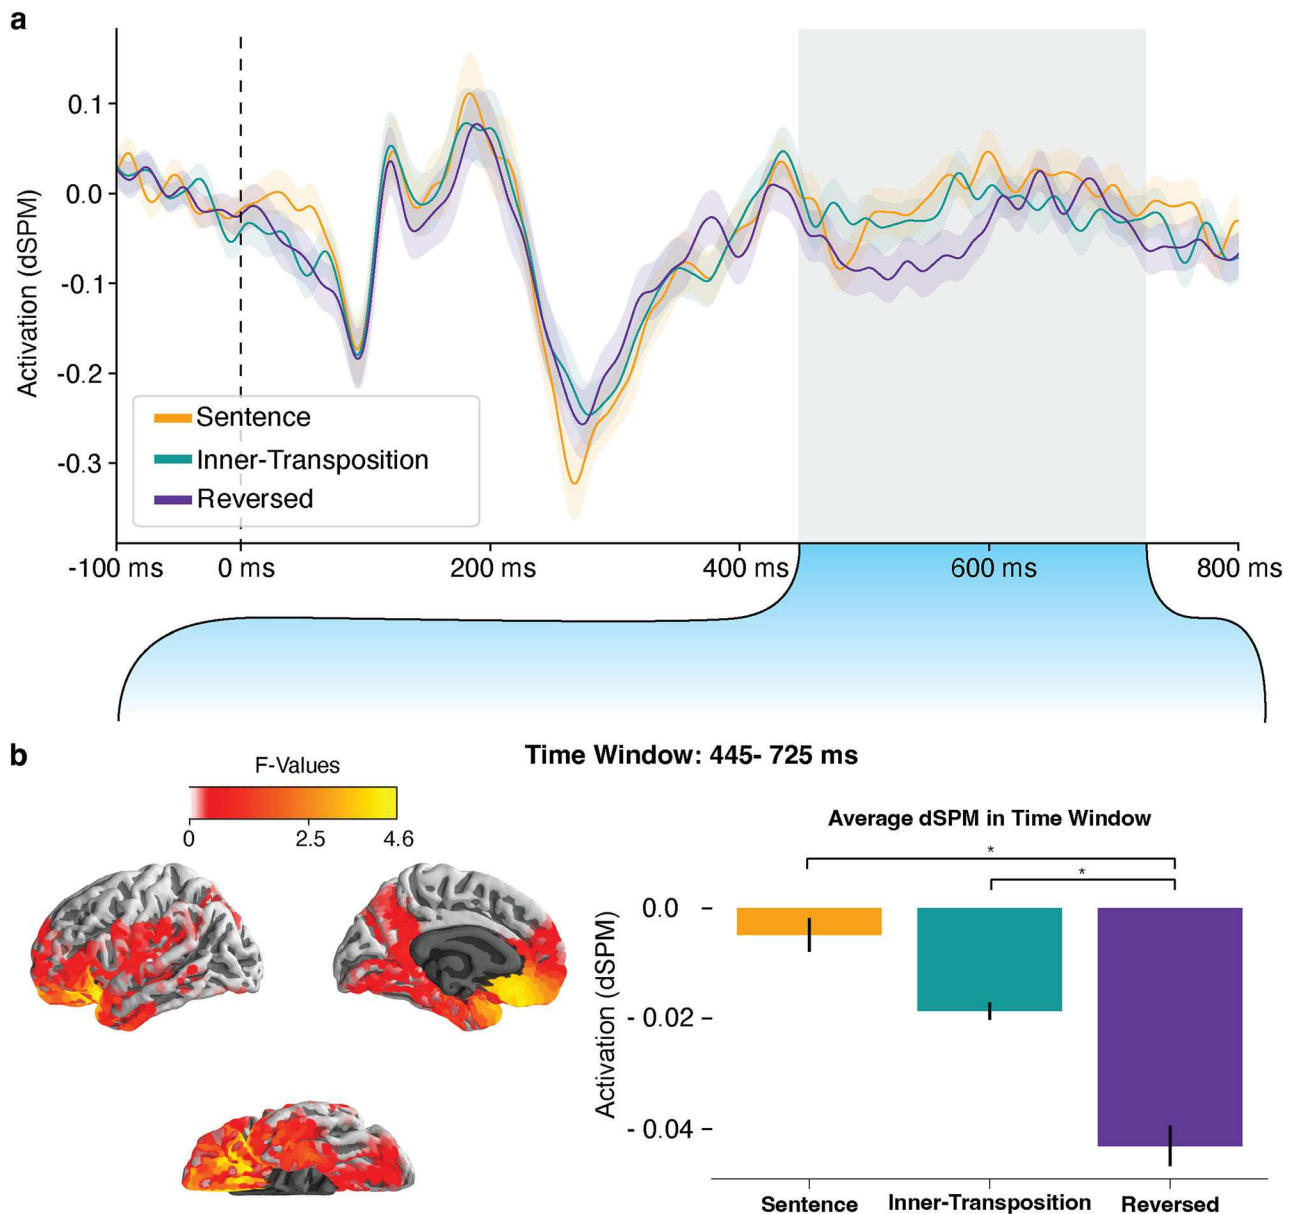 a
Activation (dSPM)
0.1
0.0
-0.1
-0.2
-0.3
Sentence
Inner-Transposition
Reversed
-100 ms 0 ms 200 ms 400 ms 600 ms 800 ms
b
Time Window: 445- 725 ms
F-Values
0 2.5 4.6
Average dSPM in Time Window
*
*
Activation (dSPM)
0.0
- 0.02
- 0.04
Sentence Inner-Transposition Reversed